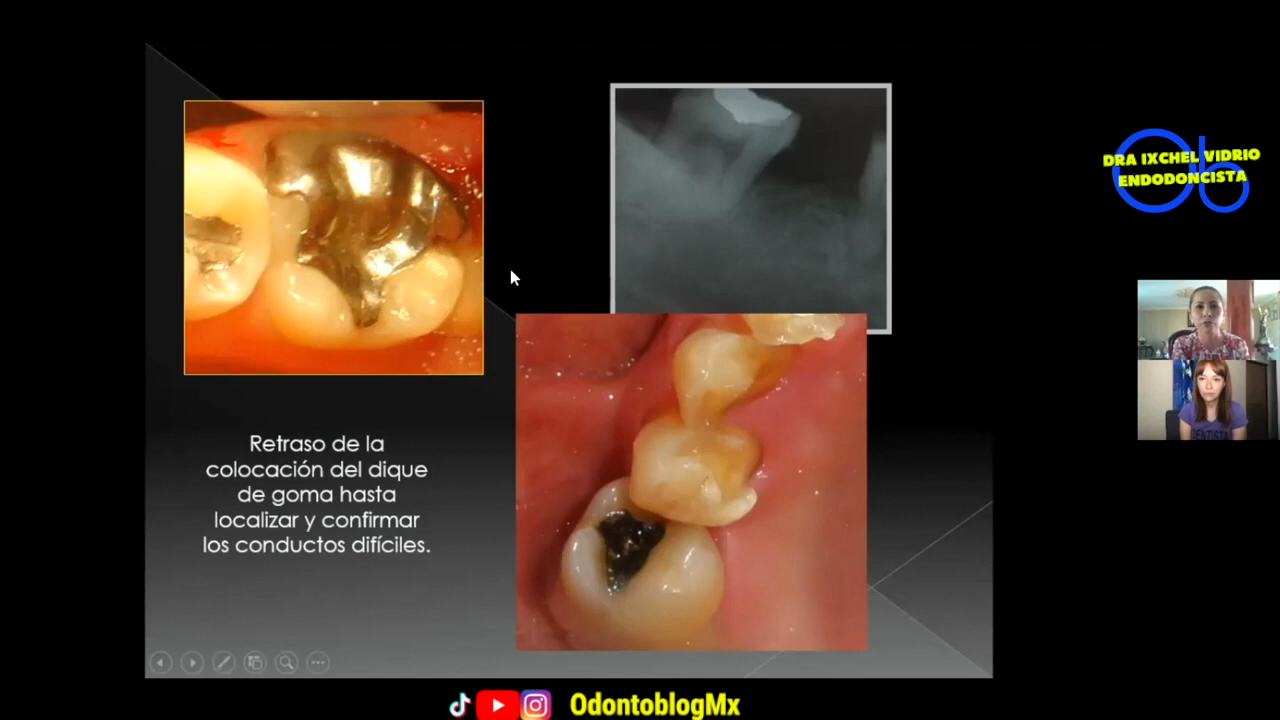 DRA IXCHEL VIDRIO
ENDODONCISTA
Retraso de la
colocación del dique
de goma hasta
localizar y confirmar
los conductos difíciles.
DENTISTA
OdontoblogMx